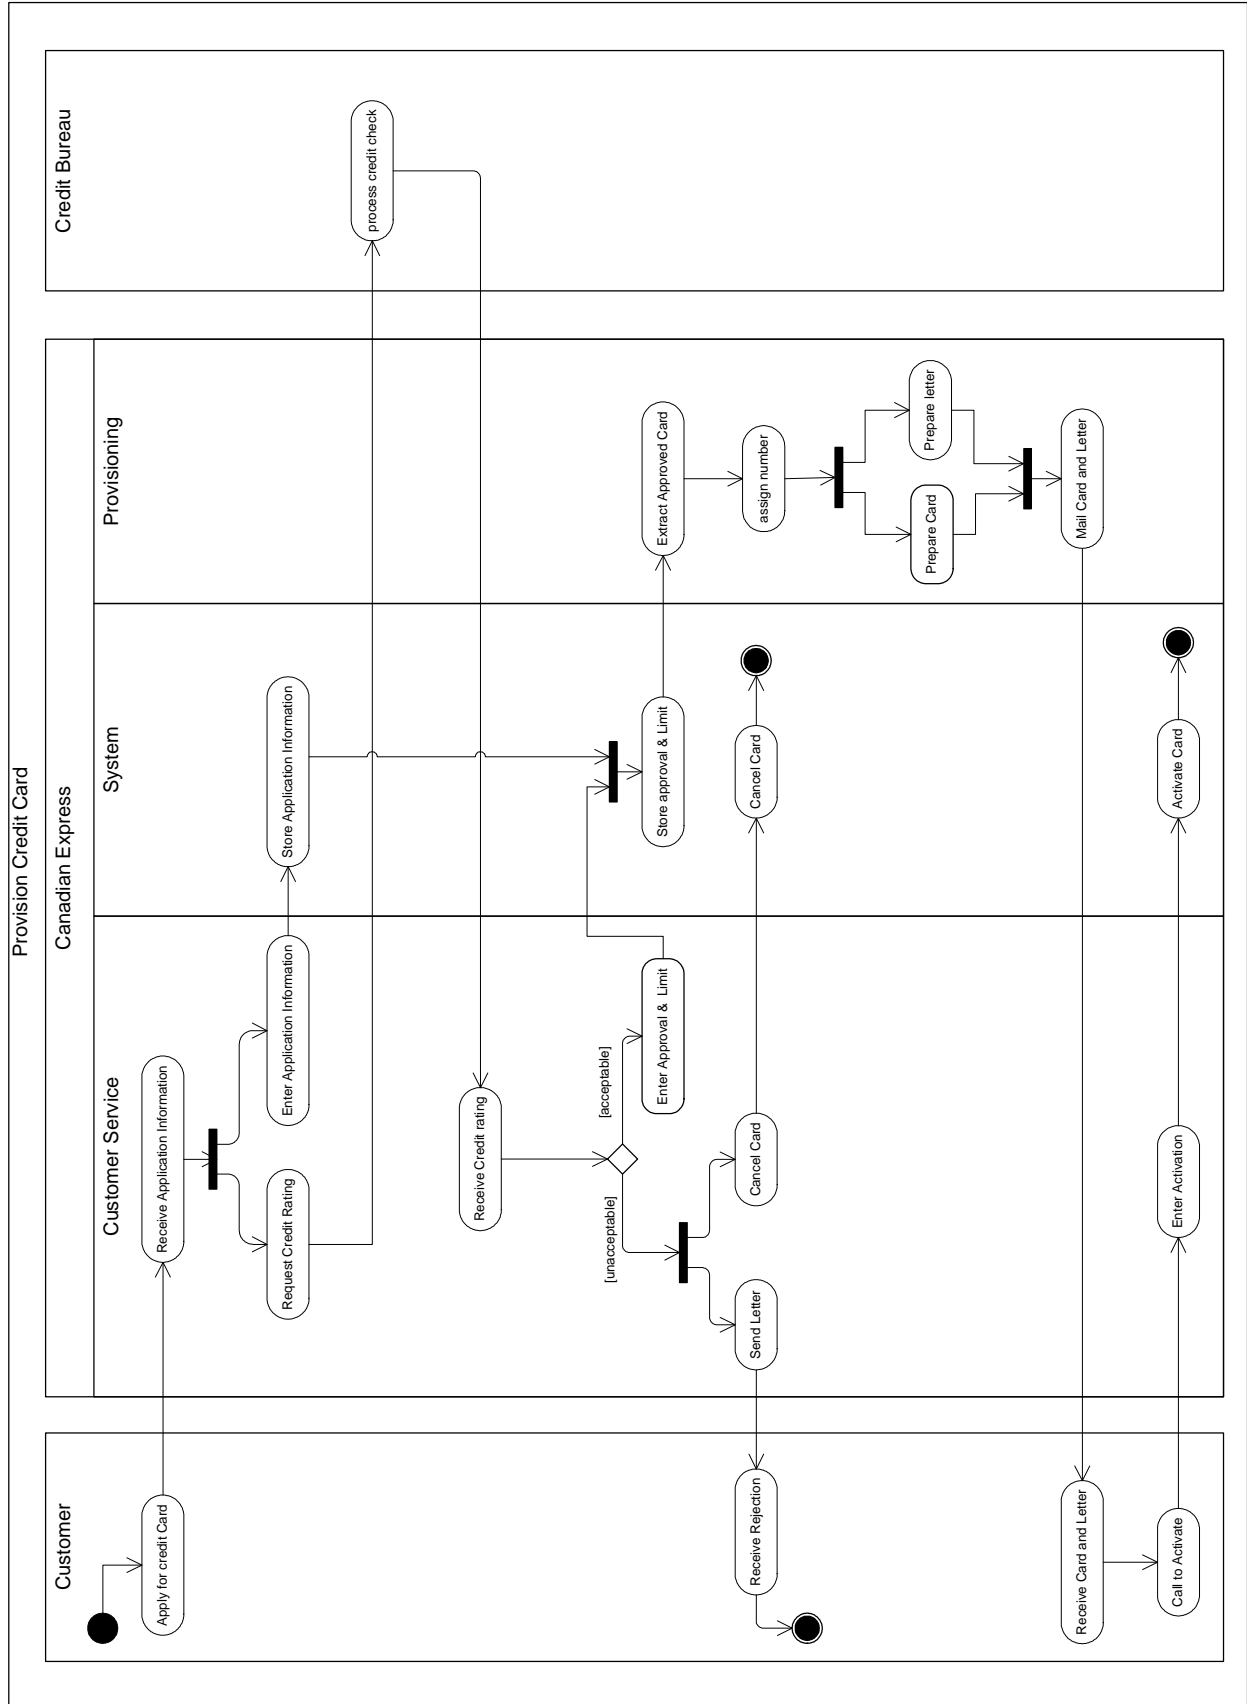 Provision Credit Card
Customer
Canadian Express
Credit Bureau
Customer Service
System
Provisioning
Apply for credit Card
Receive Application Information
Request Credit Rating
Enter Application Information
Store Application Information
process credit check
Receive Credit rating
[unacceptable]
[acceptable]
Enter Approval &  Limit
Store approval & Limit
Extract Approved Card
Receive Rejection
Send Letter
Cancel Card
Cancel Card
assign number
Prepare Card
Prepare letter
Receive Card and Letter
Mail Card and Letter
Call to Activate
Enter Activation
Activate Card